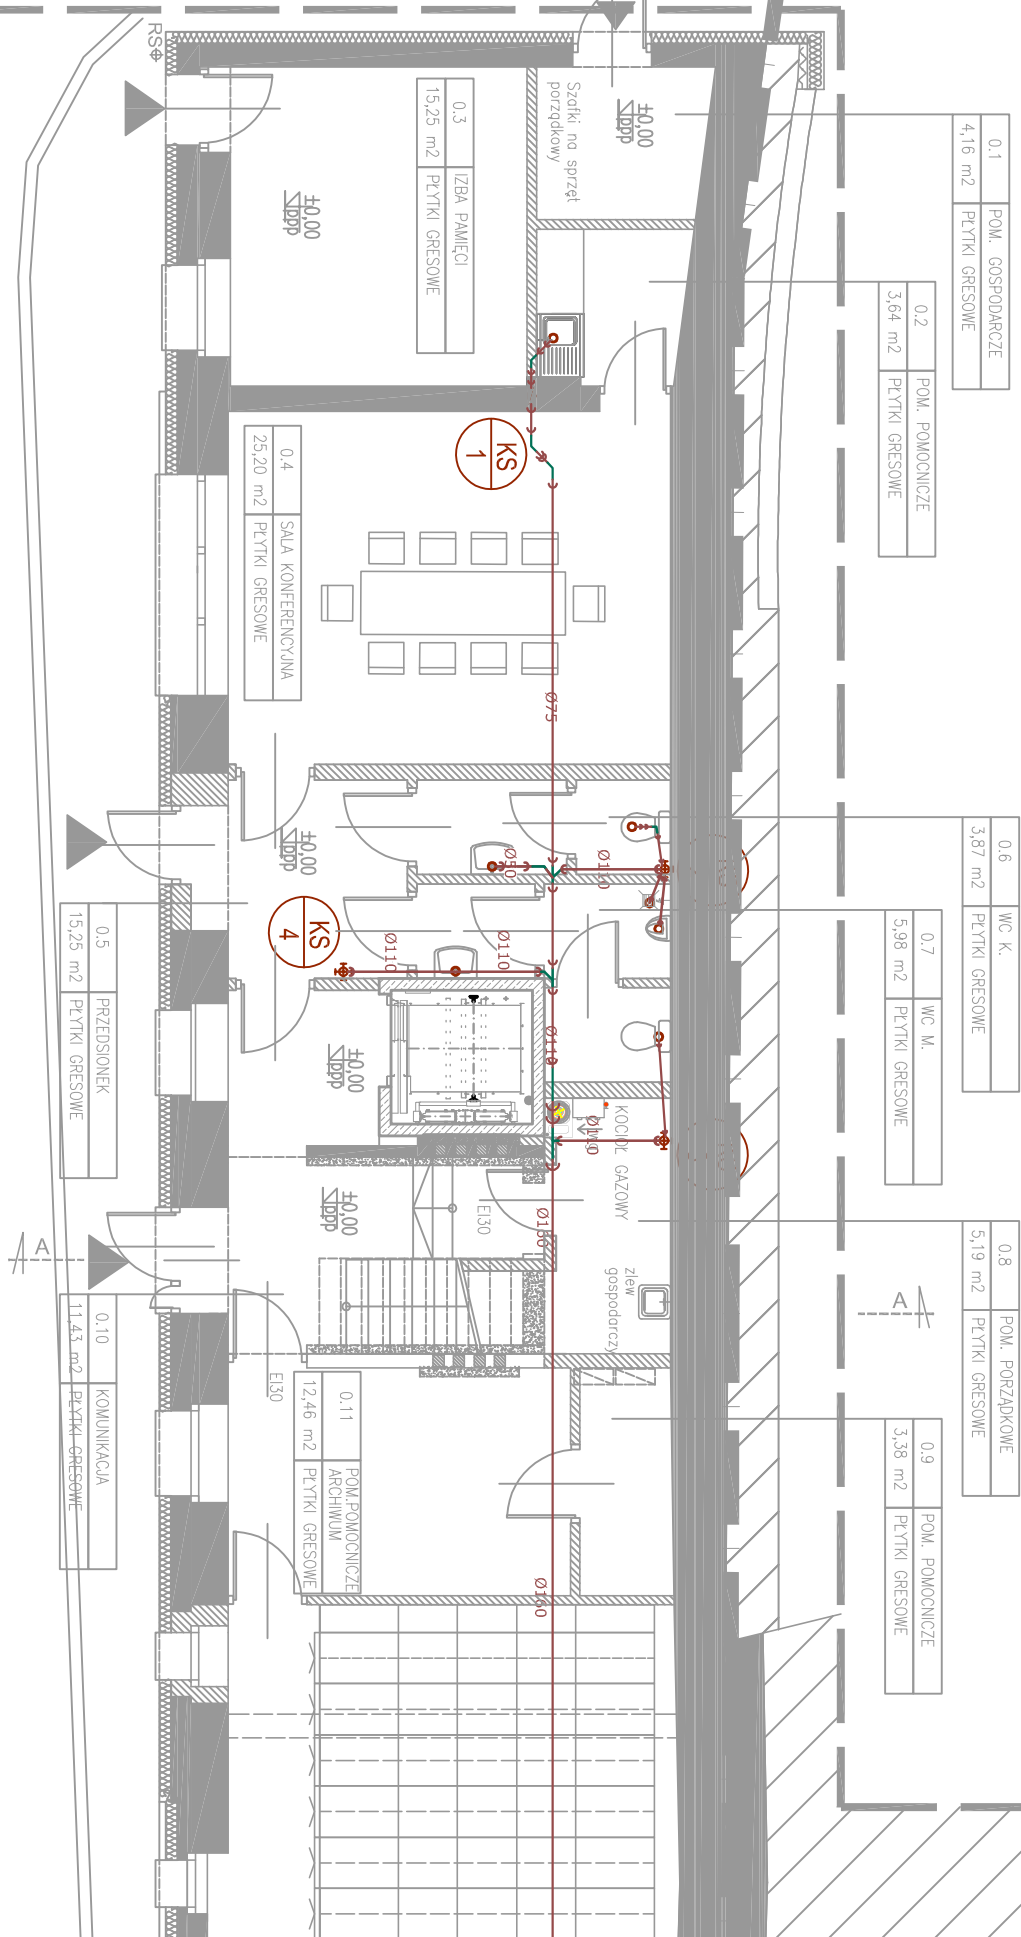 RS
0.1
POM. GOSPODARCZE
4,16 m2
PŁYTKI GRESOWE
0.2
POM. POMOCNICZE
3,64 m2
PŁYTKI GRESOWE
0.3
IZBA PAMIĘCI
15,25 m2
PŁYTKI GRESOWE
Szafki na sprzęt
porządkowy
±0,00
ppp
±0,00
ppp
KS
1
0.4
SALA KONFERENCYJNA
25,20 m2
PŁYTKI GRESOWE
Ø75
0.6
WC K.
3,87 m2
PŁYTKI GRESOWE
0.7
WC M.
5,98 m2
PŁYTKI GRESOWE
±0,00
ppp
Ø50
Ø110
KS
4
Ø110
Ø110
0.5
PRZEDSIONEK
15,25 m2
PŁYTKI GRESOWE
±0,00
ppp
Ø110
Ø110
KOCIOŁ GAZOWY
±0,00
ppp
EI30
Ø160
zlew
gospodarczy
0.8
POM. PORZĄDKOWE
5,19 m2
PŁYTKI GRESOWE
A
A
0.10
KOMUNIKACJA
11,43 m2
PŁYTKI GRESOWE
EI30
0.11
POM.POMOCNICZE
ARCHIWUM
12,46 m2
PŁYTKI GRESOWE
0.9
POM. POMOCNICZE
3,38 m2
PŁYTKI GRESOWE
Ø160